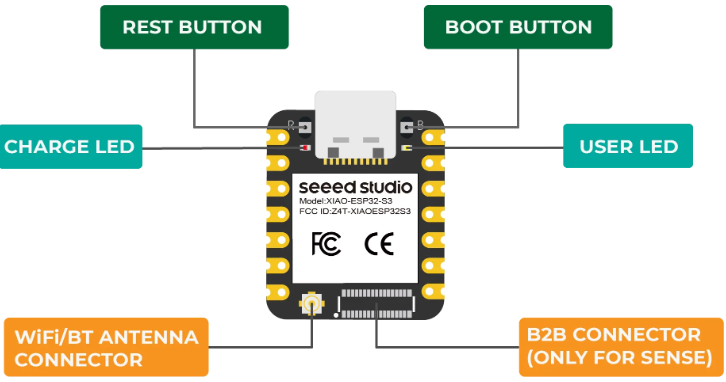 REST BUTTON
BOOT BUTTON
R
B
CHARGE LED
USER LED
seeed studio
Model:XIAO-ESP32-S3
FCC ID:Z4T-XIAOESP32S3
FC CE
WiFi/BT ANTENNA
CONNECTOR
B2B CONNECTOR
(ONLY FOR SENSE)